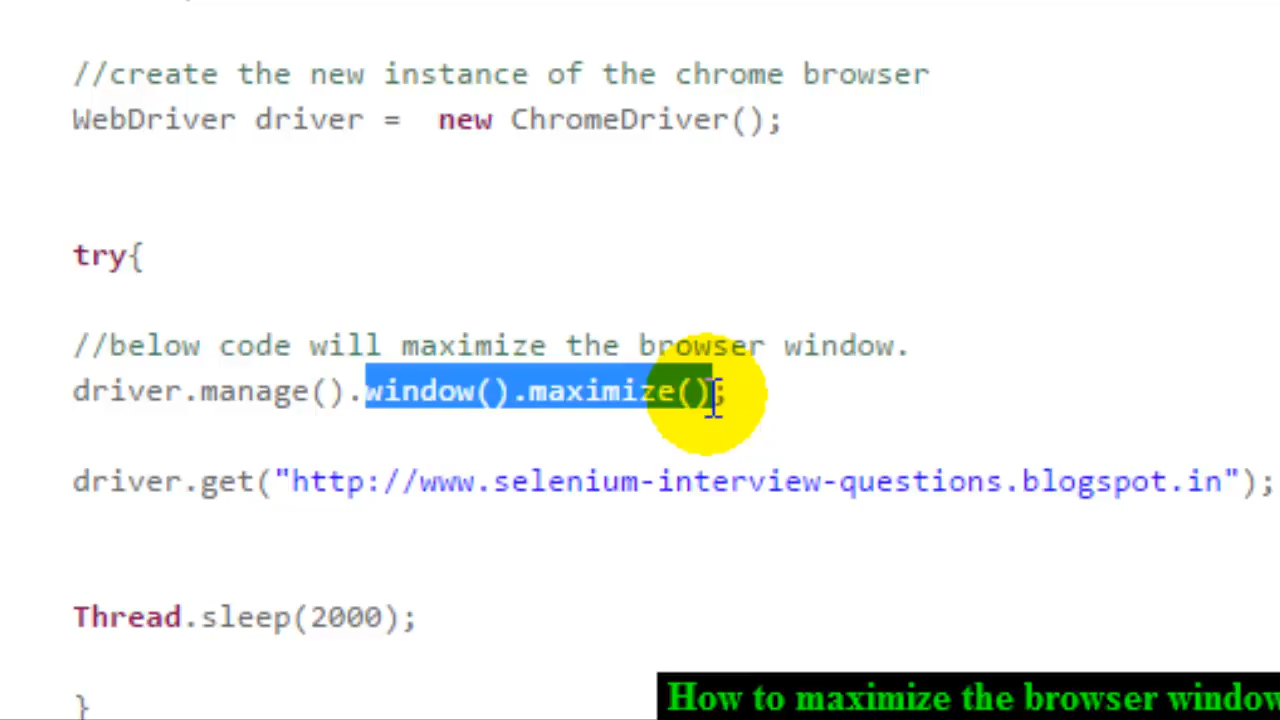 //create the new instance of the chrome browser
WebDriver driver =  new ChromeDriver();
try{
//below code will maximize the browser window.
driver.manage().window().maximize();
driver.get("http://www.selenium-interview-questions.blogspot.in");
Thread.sleep(2000);
}
How to maximize the browser window